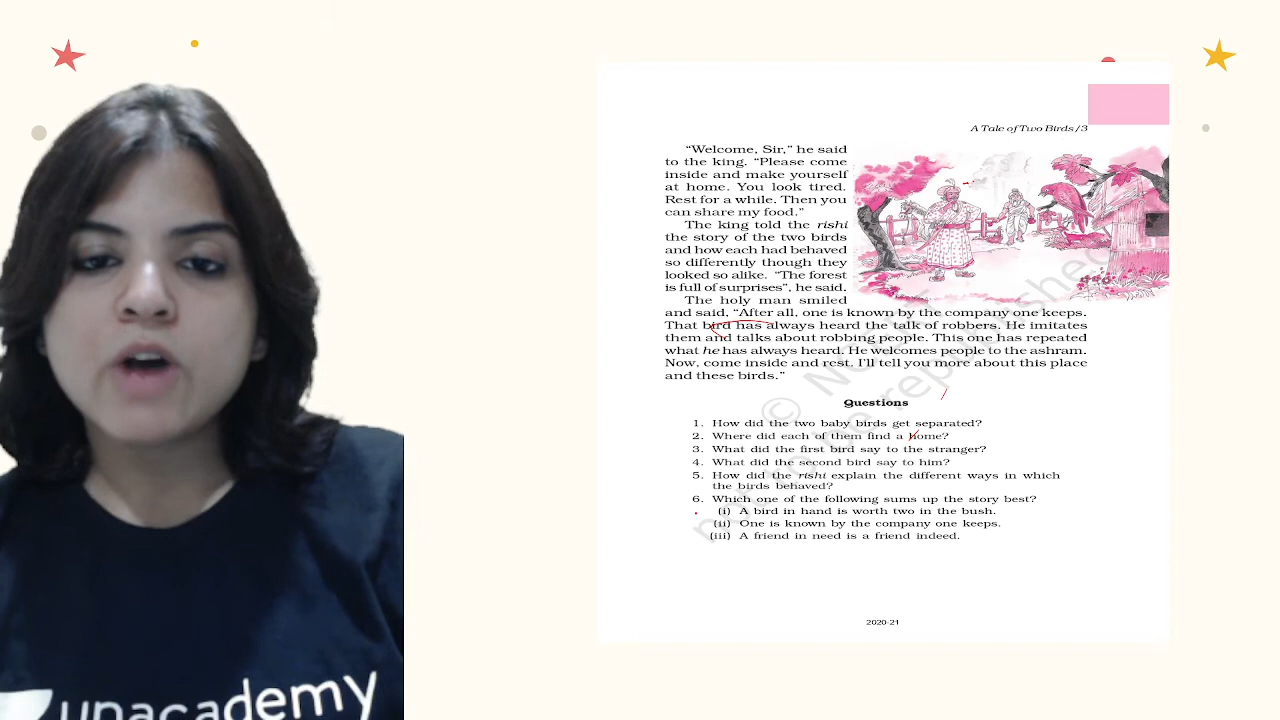 A Tale of Two Birds / 3
“Welcome, Sir,” he said
to the king. “Please come
inside and make yourself
at home. You look tired.
Rest for a while. Then you
can share my food.”
The king told the rishi
the story of the two birds
and how each had behaved
so differently though they
looked so alike. “The forest
is full of surprises”, he said.
The holy man smiled
and said, “After all, one is known by the company one keeps.
That bird has always heard the talk of robbers. He imitates
them and talks about robbing people. This one has repeated
what he has always heard. He welcomes people to the ashram.
Now, come inside and rest. I’ll tell you more about this place
and these birds.”
Questions
1. How did the two baby birds get separated?
2. Where did each of them find a home?
3. What did the first bird say to the stranger?
4. What did the second bird say to him?
5. How did the rishi explain the different ways in which
the birds behaved?
6. Which one of the following sums up the story best?
(i) A bird in hand is worth two in the bush.
(ii) One is known by the company one keeps.
(iii) A friend in need is a friend indeed.
2020-21
unacademy